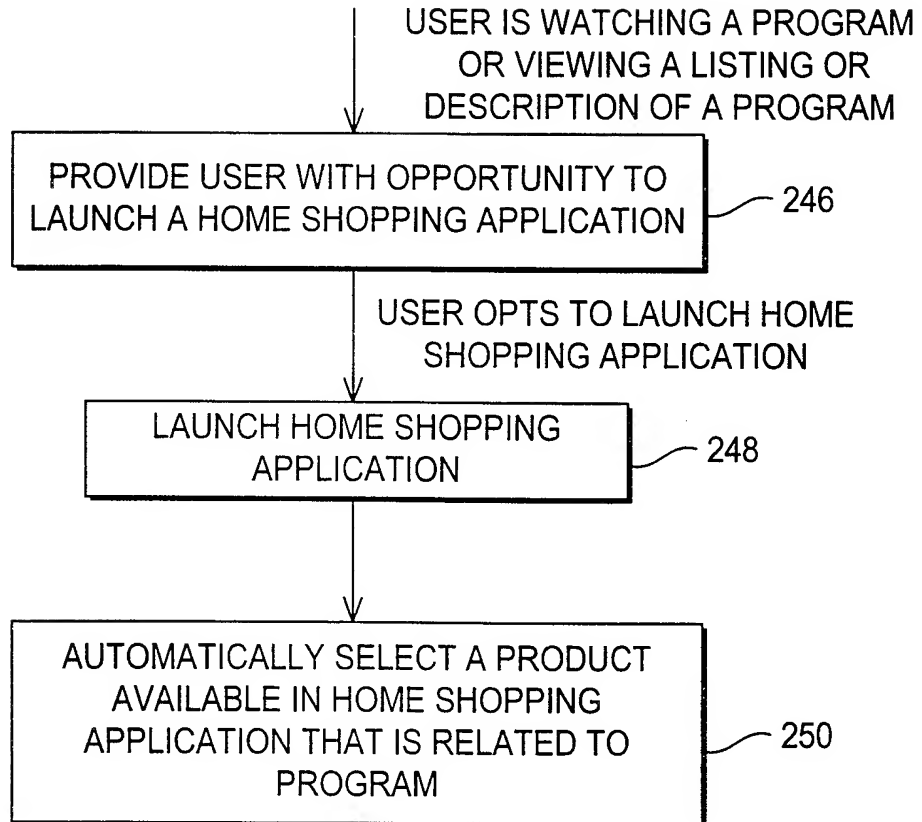 USER IS WATCHING A PROGRAM
OR VIEWING A LISTING OR
DESCRIPTION OF A PROGRAM
PROVIDE USER WITH OPPORTUNITY TO
LAUNCH A HOME SHOPPING APPLICATION
246
USER OPTS TO LAUNCH HOME
SHOPPING APPLICATION
LAUNCH HOME SHOPPING
APPLICATION
248
AUTOMATICALLY SELECT A PRODUCT
AVAILABLE IN HOME SHOPPING
APPLICATION THAT IS RELATED TO
PROGRAM
250